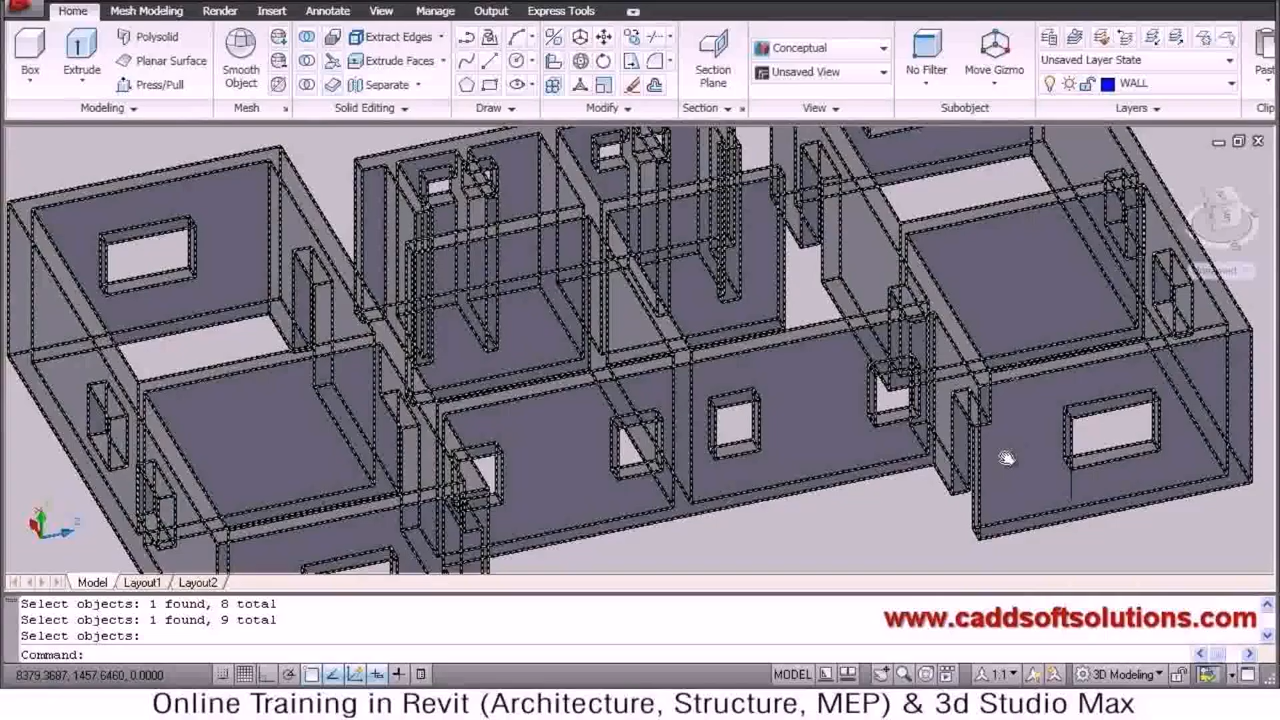 Home Mesh Modeling Render Insert Annotate View Manage Output Express Tools
Box
Extrude
Polysolid
Planar Surface
Press/Pull
Smooth
Object
Extract Edges
Extrude Faces
Separate
Section
Plane
Conceptual
Unsaved View
No Filter
Move Gizmo
Unsaved Layer State
WALL
Modeling Mesh Solid Editing Draw Modify Section View Subobject Layers
Model Layout1 Layout2
Select objects: 1 found, 8 total
Select objects: 1 found, 9 total
Select objects:
Command:
www.caddsoftsolutions.com
8379.3687, 1457.6460, 0.0000
MODEL
1:1
3D Modeling
Online Training in Revit (Architecture, Structure, MEP) & 3d Studio Max